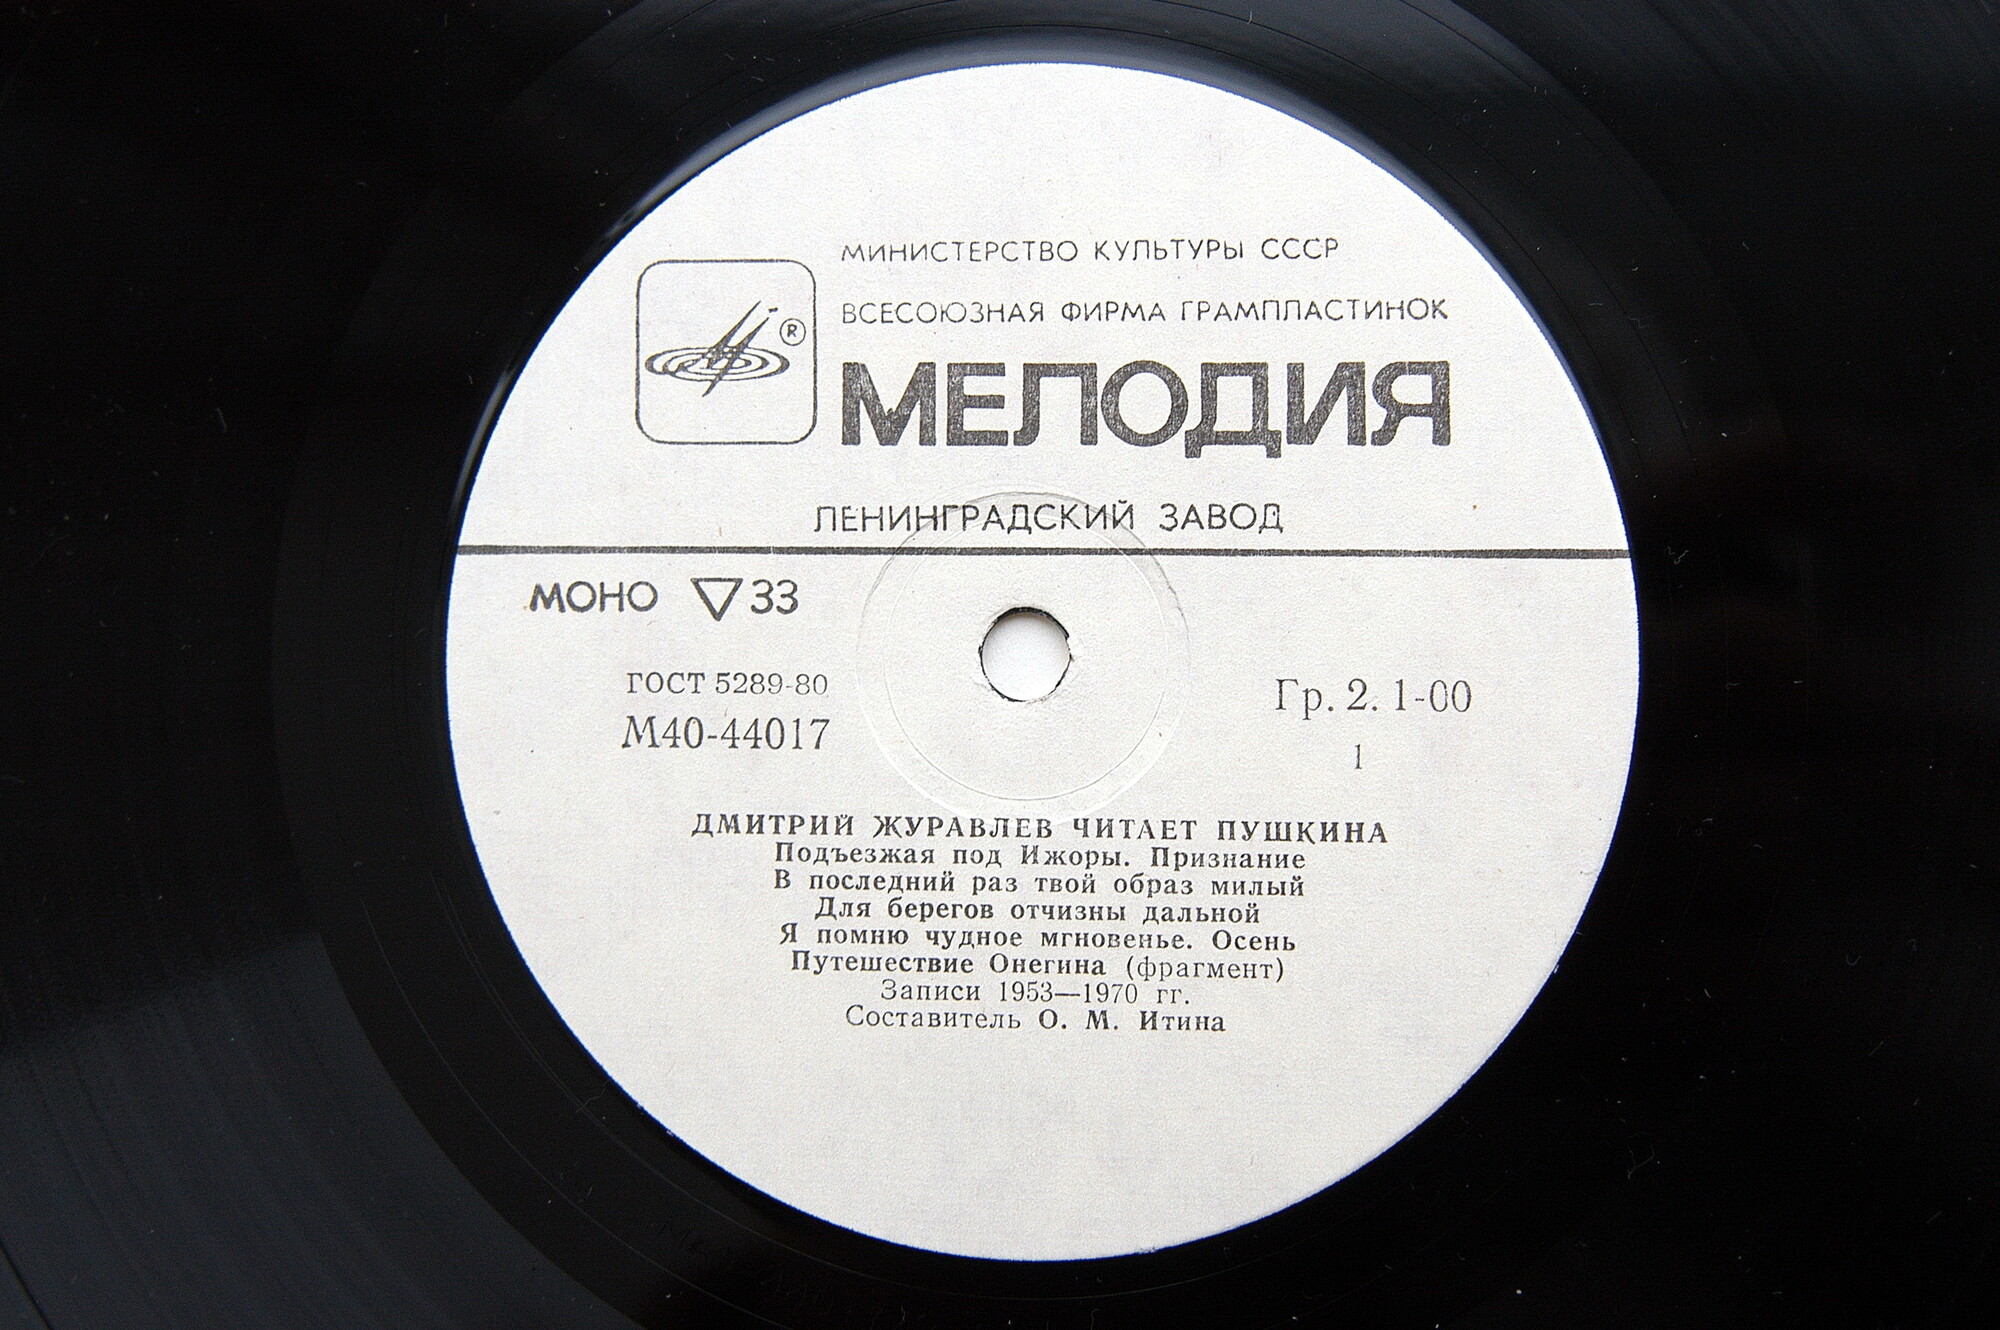 МИНИСТЕРСТВО КУЛЬТУРЫ СССР
ВСЕСОЮЗНАЯ ФИРМА ГРАМПЛАСТИНОК
®
МЕЛОДИЯ
ЛЕНИНГРАДСКИЙ ЗАВОД
МОНО ▽33
ГОСТ 5289-80
М40-44017
Гр. 2. 1-00
1
ДМИТРИЙ ЖУРАВЛЕВ ЧИТАЕТ ПУШКИНА
Подъезжая под Ижоры. Признание
В последний раз твой образ милый
Для берегов отчизны дальной
Я помню чудное мгновенье. Осень
Путешествие Онегина (фрагмент)
Записи 1953—1970 гг.
Составитель О. М. Итина